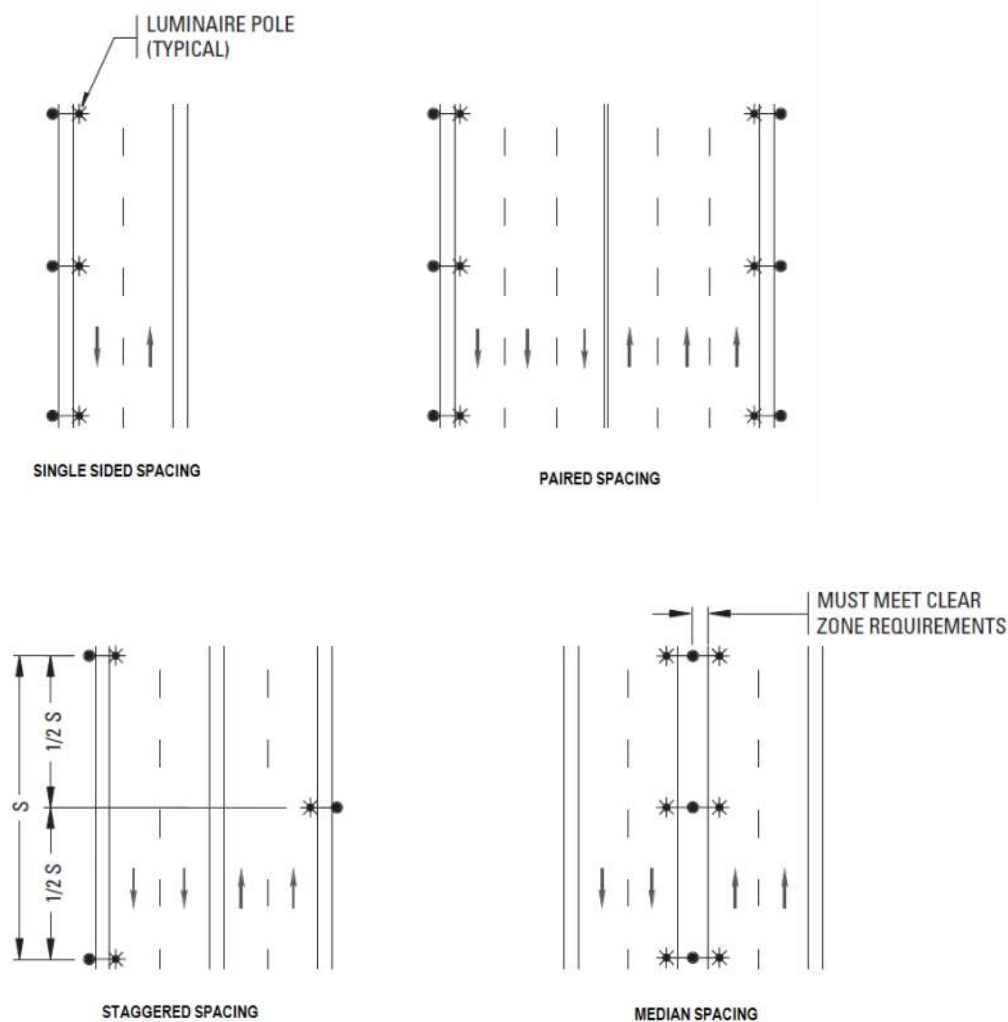 LUMINAIRE POLE
(TYPICAL)
SINGLE SIDED SPACING
PAIRED SPACING
MUST MEET CLEAR
ZONE REQUIREMENTS
1/2 S
S
1/2 S
STAGGERED SPACING
MEDIAN SPACING